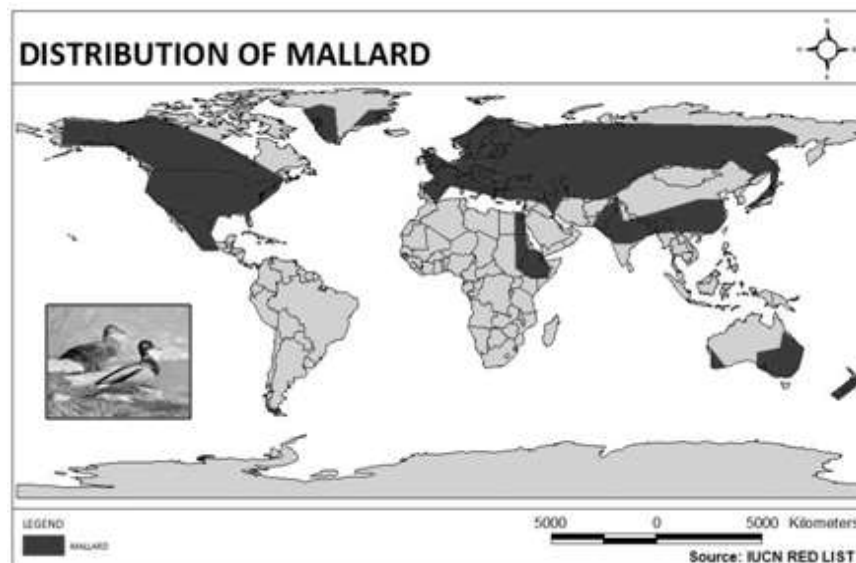 DISTRIBUTION OF MALLARD
LEGEND
MALLARD
5000 0 5000 Kilometers
Source: IUCN RED LIST